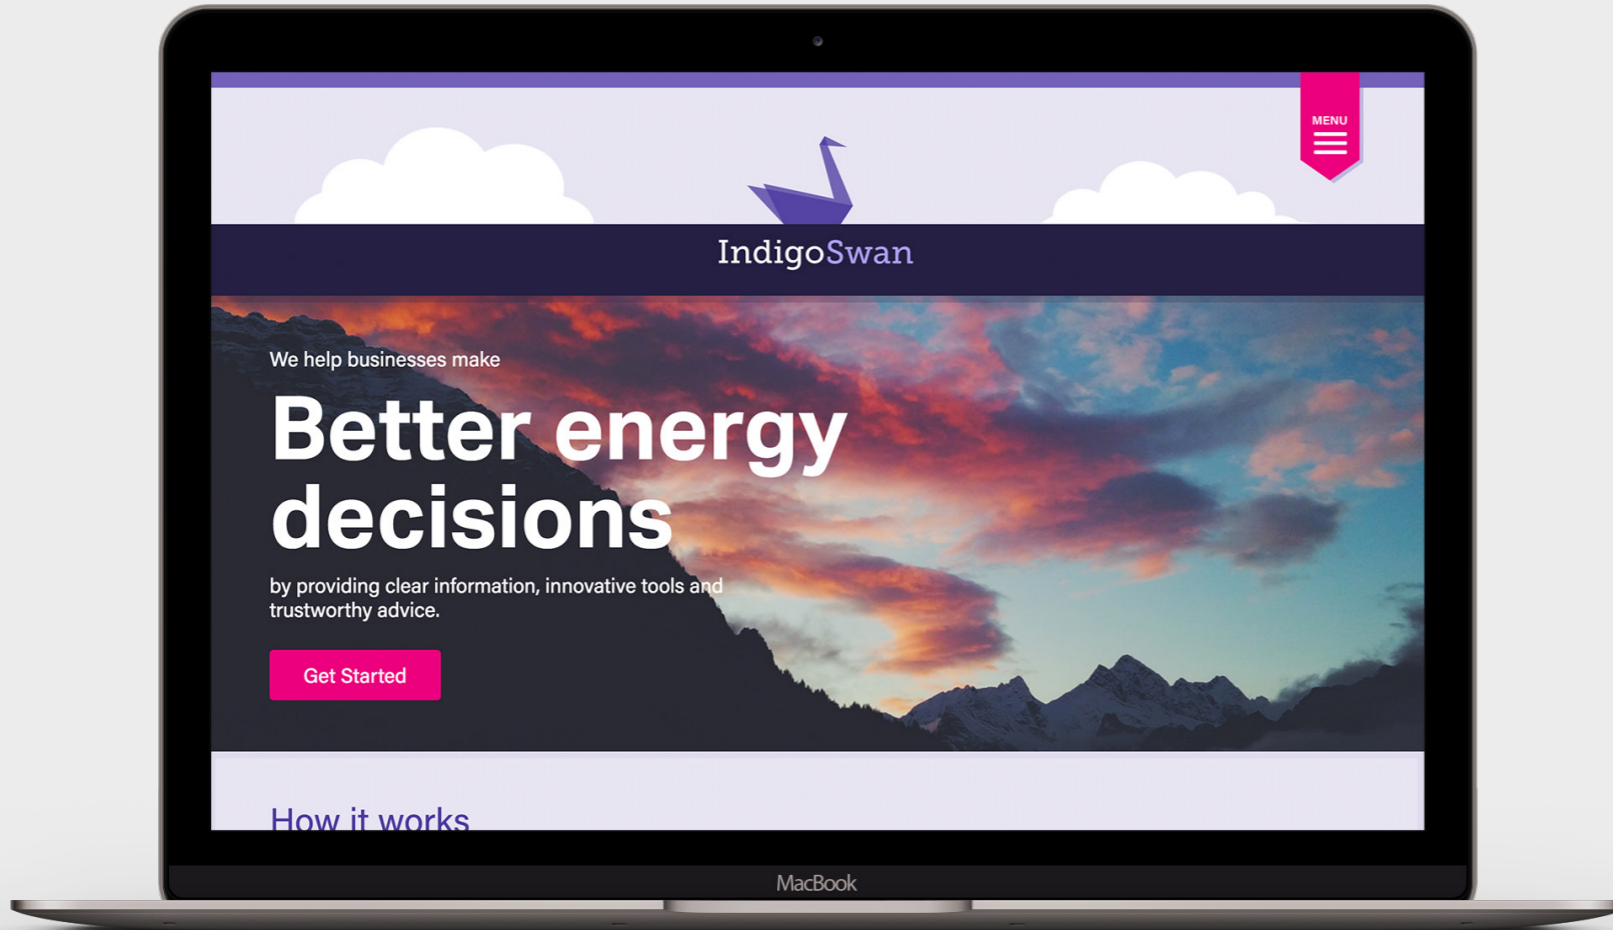 MENU
IndigoSwan
We help businesses make
Better energy
decisions
by providing clear information, innovative tools and
trustworthy advice.
Get Started
How it works
MacBook